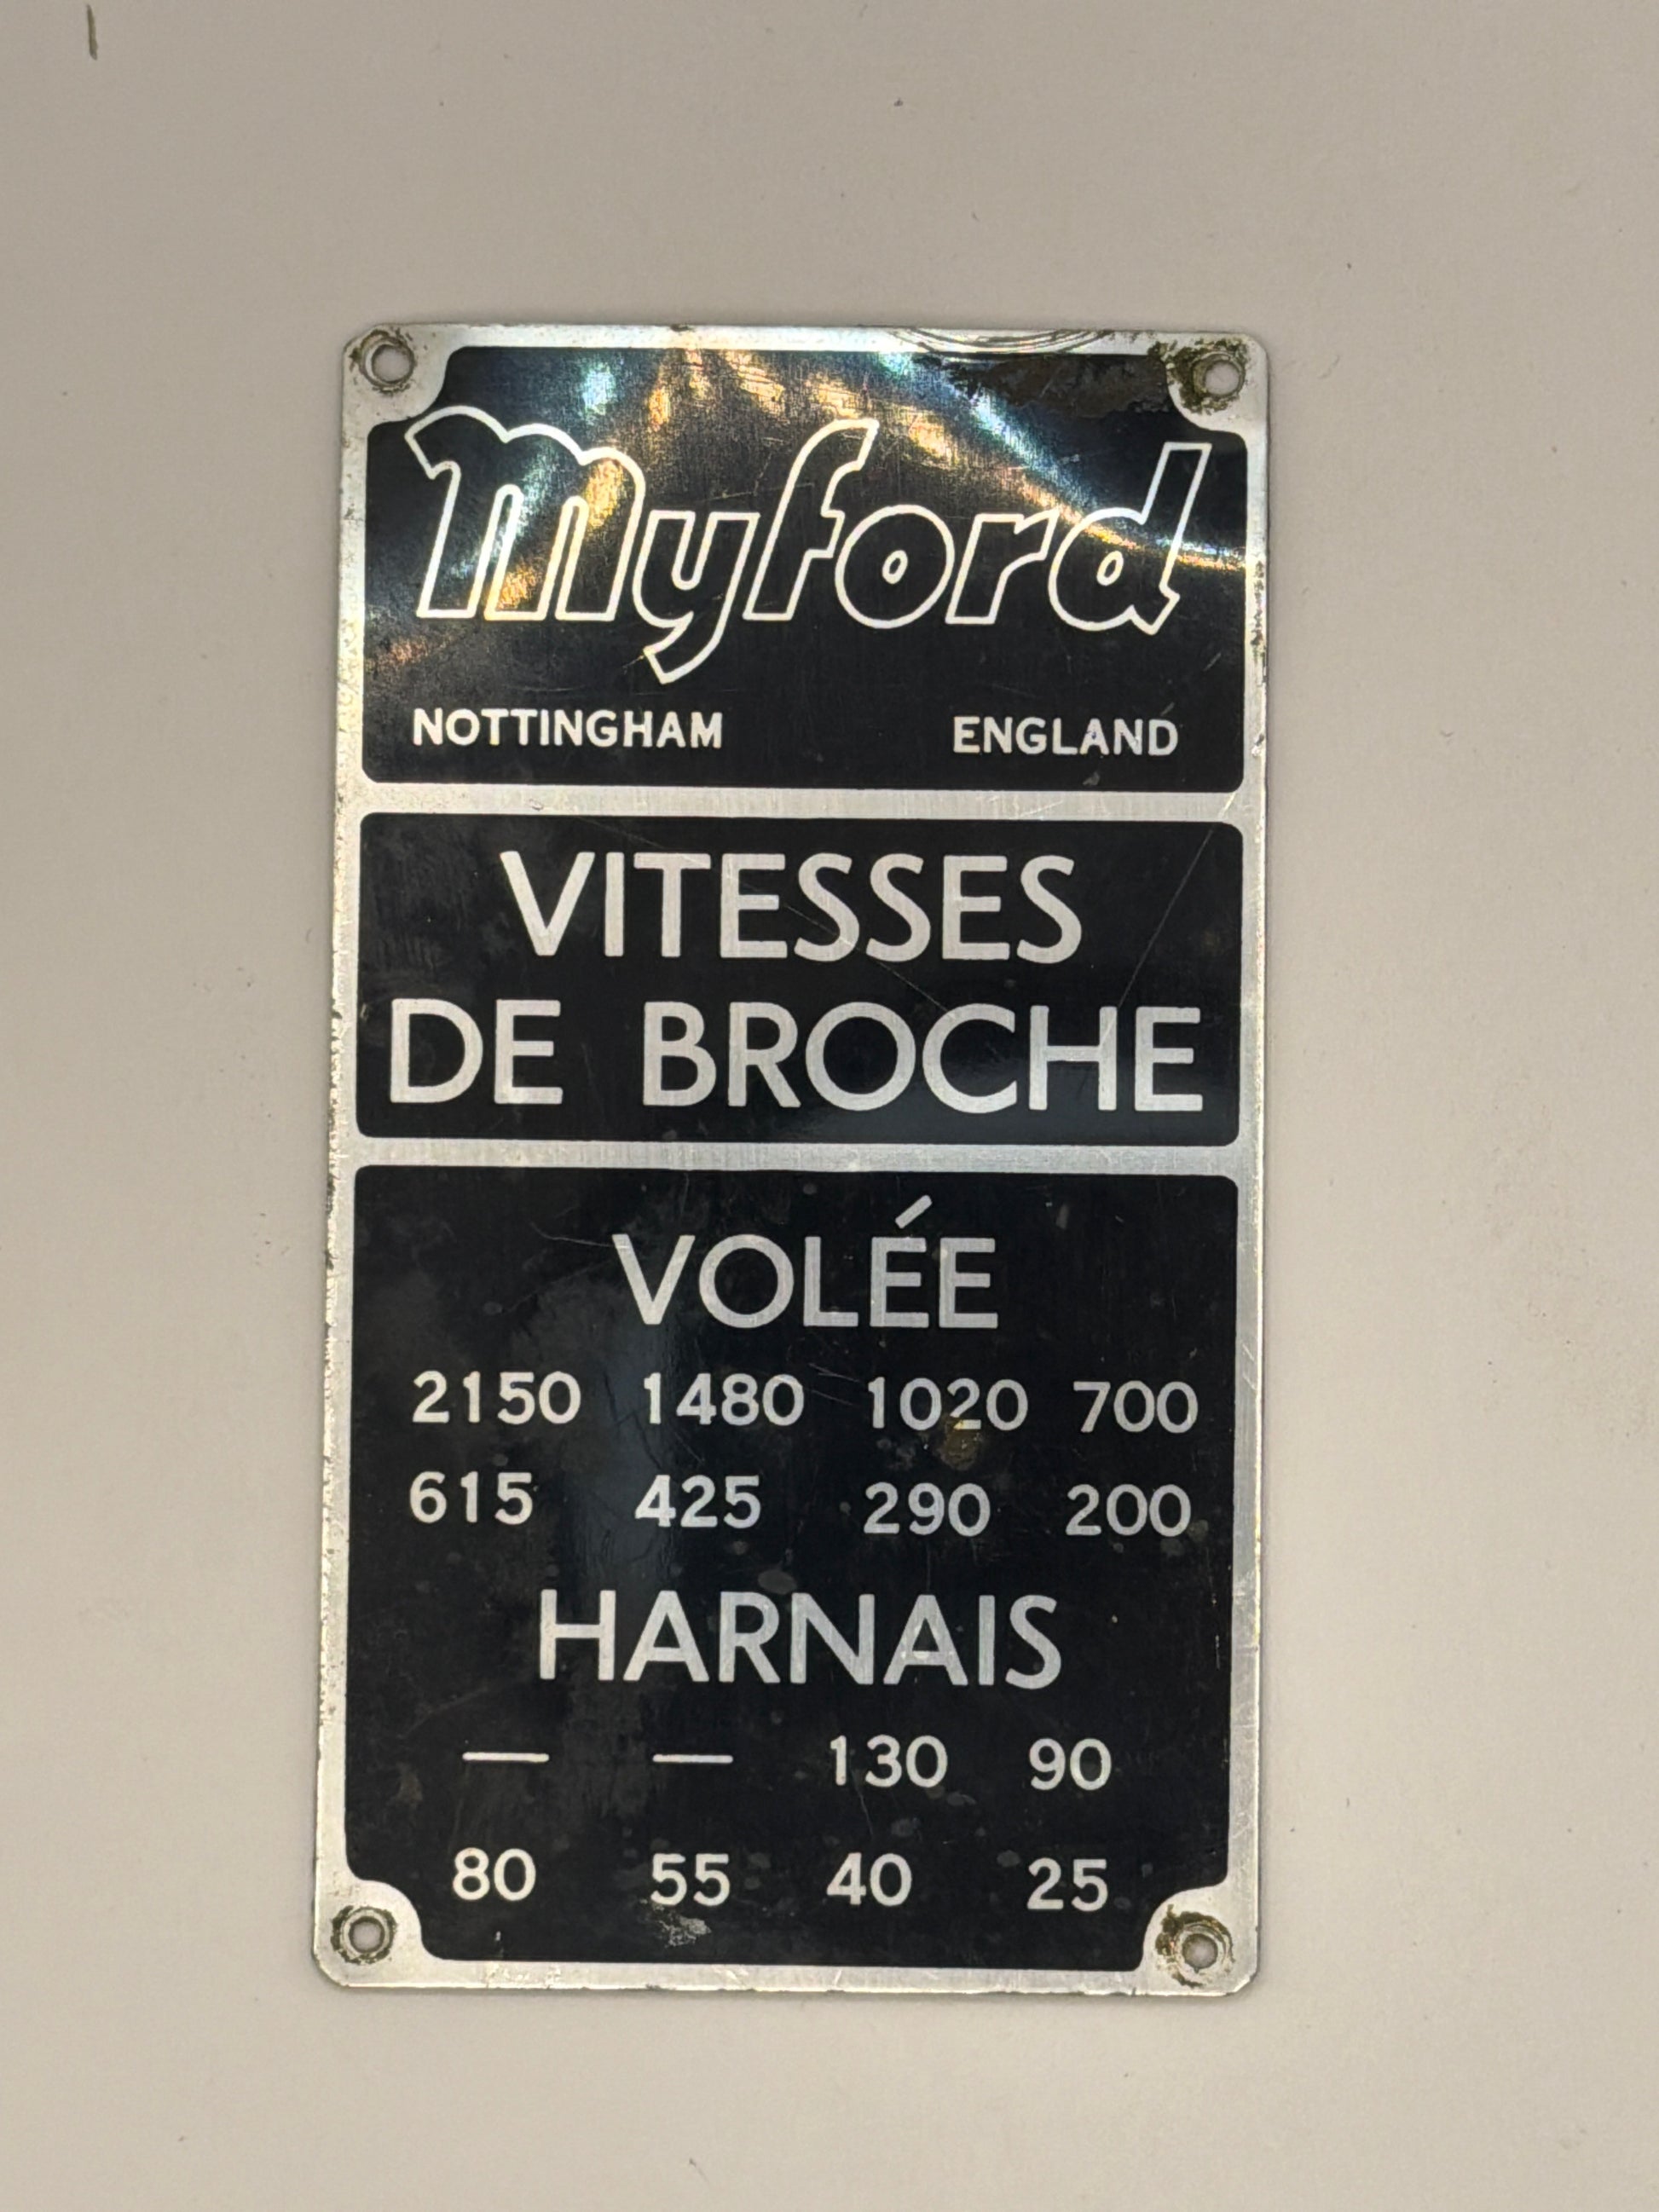 Myford
NOTTINGHAM ENGLAND
VITESSES
DE BROCHE
VOLÉE
2150 1480 1020 700
615 425 290 200
HARNAIS
— — 130 90
80 55 40 25